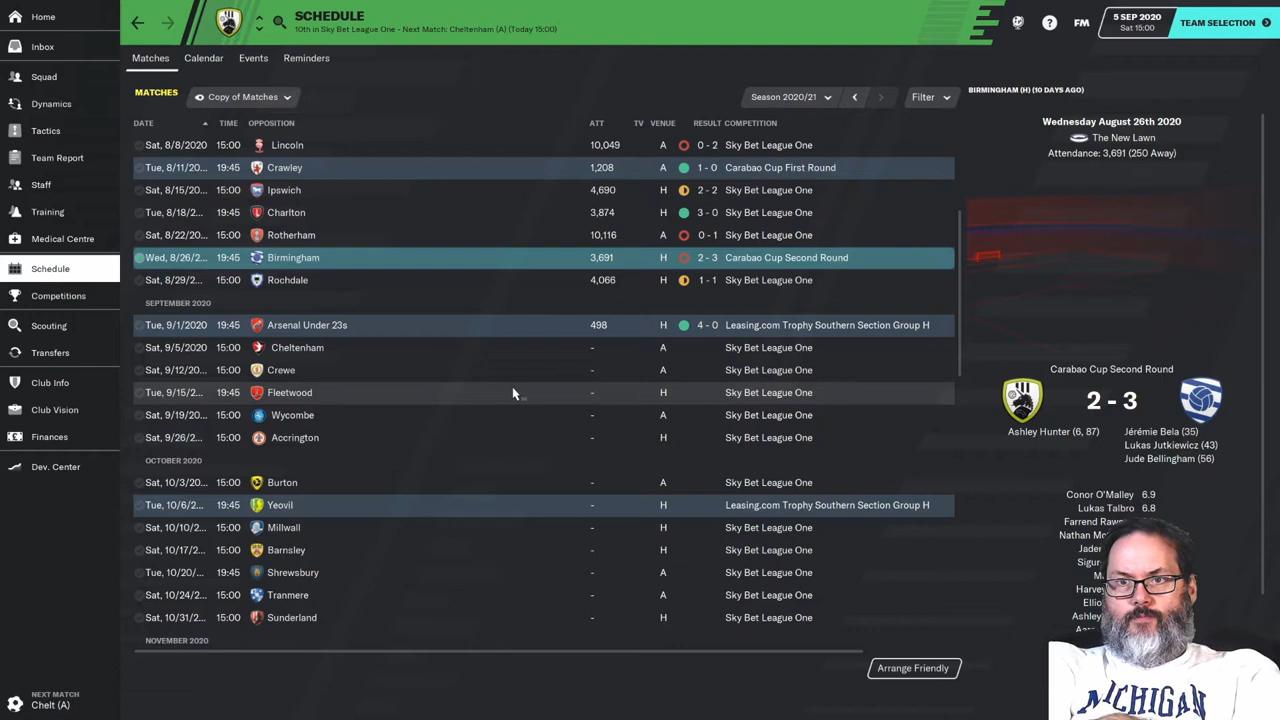 Home
Inbox
Squad
Dynamics
Tactics
Team Report
Staff
Training
Medical Centre
Schedule
Competitions
Scouting
Transfers
Club Info
Club Vision
Finances
Dev. Center
NEXT MATCH
Chelt (A)
SCHEDULE
10th in Sky Bet League One - Next Match: Cheltenham (A) (Today 15:00)
FM
5 SEP 2020
Sat 15:00
TEAM SELECTION
Matches Calendar Events Reminders
MATCHES Copy of Matches Season 2020/21 Filter
DATE TIME OPPOSITION ATT TV VENUE RESULT COMPETITION
Sat, 8/8/2020 15:00 Lincoln 10,049 A 0 - 2 Sky Bet League One
Tue, 8/11/20... 19:45 Crawley 1,208 A 1 - 0 Carabao Cup First Round
Sat, 8/15/20... 15:00 Ipswich 4,690 H 2 - 2 Sky Bet League One
Tue, 8/18/2... 19:45 Charlton 3,874 H 3 - 0 Sky Bet League One
Sat, 8/22/20... 15:00 Rotherham 10,116 A 0 - 1 Sky Bet League One
Wed, 8/26/2... 19:45 Birmingham 3,691 H 2 - 3 Carabao Cup Second Round
Sat, 8/29/2... 15:00 Rochdale 4,066 H 1 - 1 Sky Bet League One
SEPTEMBER 2020
Tue, 9/1/2020 19:45 Arsenal Under 23s 498 H 4 - 0 Leasing.com Trophy Southern Section Group H
Sat, 9/5/2020 15:00 Cheltenham - A Sky Bet League One
Sat, 9/12/20... 15:00 Crewe - A Sky Bet League One
Tue, 9/15/2... 19:45 Fleetwood - H Sky Bet League One
Sat, 9/19/20... 15:00 Wycombe - A Sky Bet League One
Sat, 9/26/20... 15:00 Accrington - H Sky Bet League One
OCTOBER 2020
Sat, 10/3/20... 15:00 Burton - A Sky Bet League One
Tue, 10/6/2... 19:45 Yeovil - H Leasing.com Trophy Southern Section Group H
Sat, 10/10/2... 15:00 Millwall - H Sky Bet League One
Sat, 10/17/2... 15:00 Barnsley - H Sky Bet League One
Tue, 10/20/... 19:45 Shrewsbury - A Sky Bet League One
Sat, 10/24/2... 15:00 Tranmere - A Sky Bet League One
Sat, 10/31/2... 15:00 Sunderland - H Sky Bet League One
NOVEMBER 2020
Arrange Friendly
BIRMINGHAM (H) (10 DAYS AGO)
Wednesday August 26th 2020
The New Lawn
Attendance: 3,691 (250 Away)
Carabao Cup Second Round
2 - 3
Ashley Hunter (6, 87)
Jérémie Bela (35)
Lukas Jutkiewicz (43)
Jude Bellingham (56)
Conor O'Malley 6.9
Lukas Talbro 6.8
Farrend
Nathan
Harvey
MICHIGAN